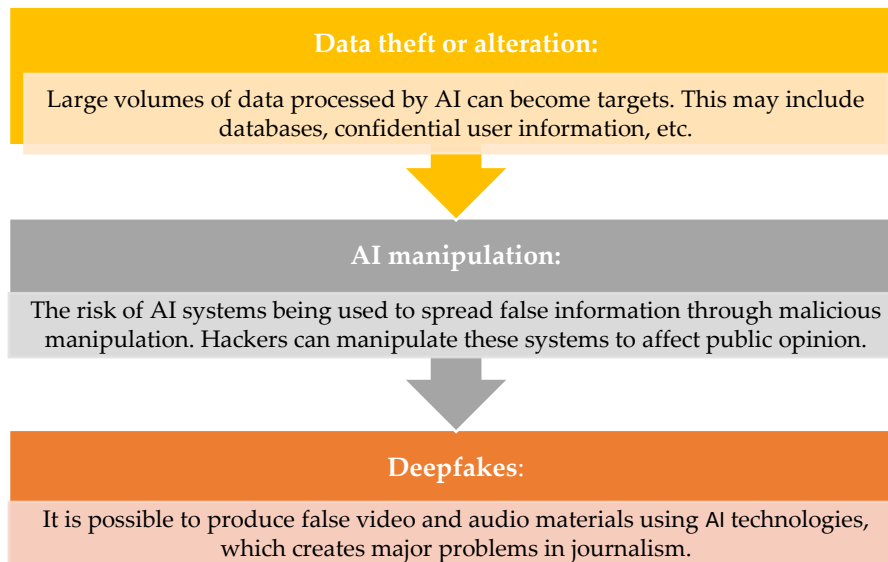 Data theft or alteration:
Large volumes of data processed by AI can become targets. This may include
databases, confidential user information, etc.
AI manipulation:
The risk of AI systems being used to spread false information through malicious
manipulation. Hackers can manipulate these systems to affect public opinion.
Deepfakes:
It is possible to produce false video and audio materials using AI technologies,
which creates major problems in journalism.